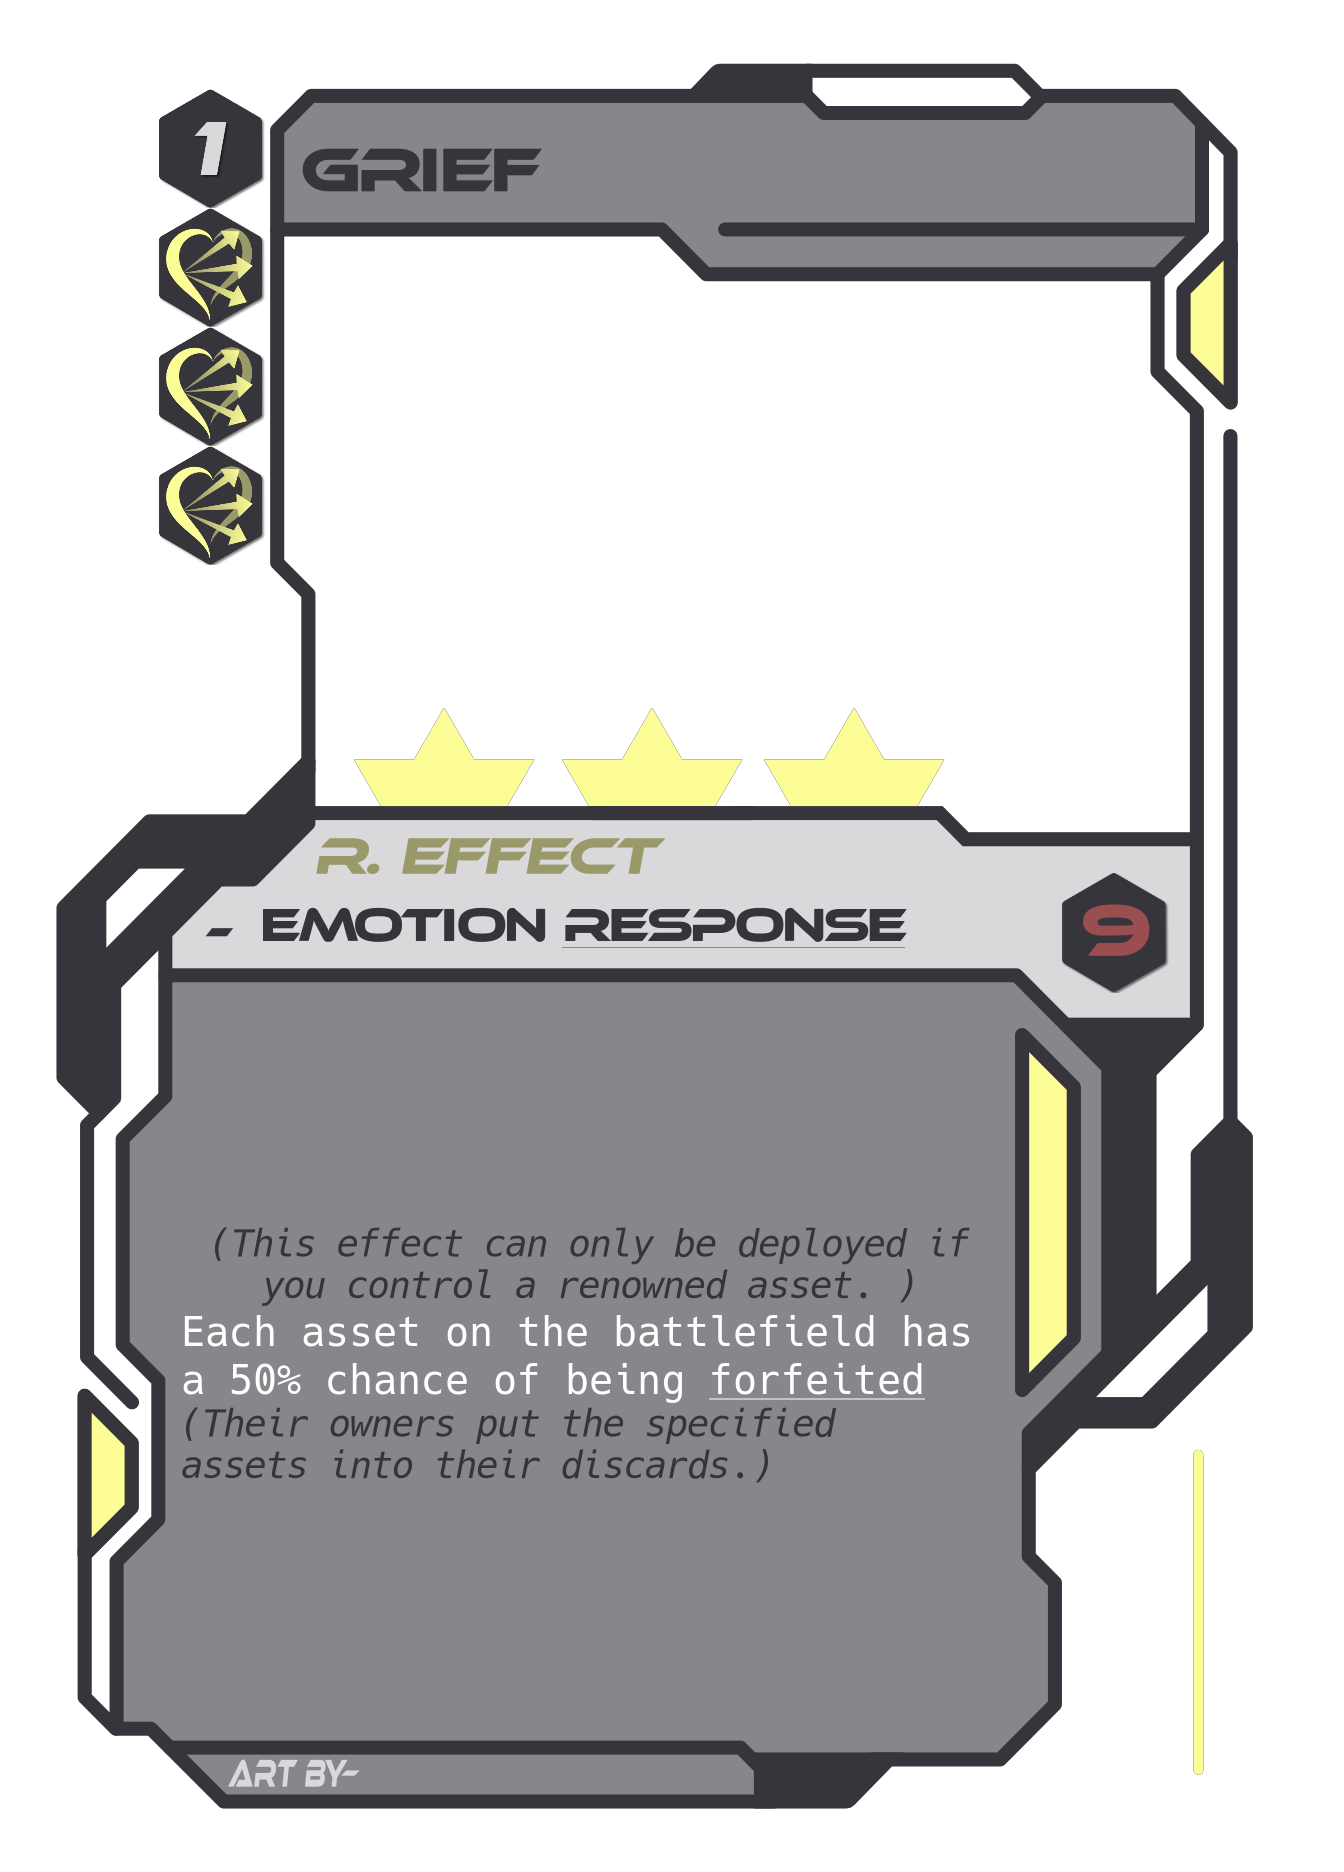 1
GRIEF
R. EFFECT
- EMOTION RESPONSE
9
(This effect can only be deployed if
you control a renowned asset. )
Each asset on the battlefield has
a 50% chance of being forfeited
(Their owners put the specified
assets into their discards.)
ART BY-